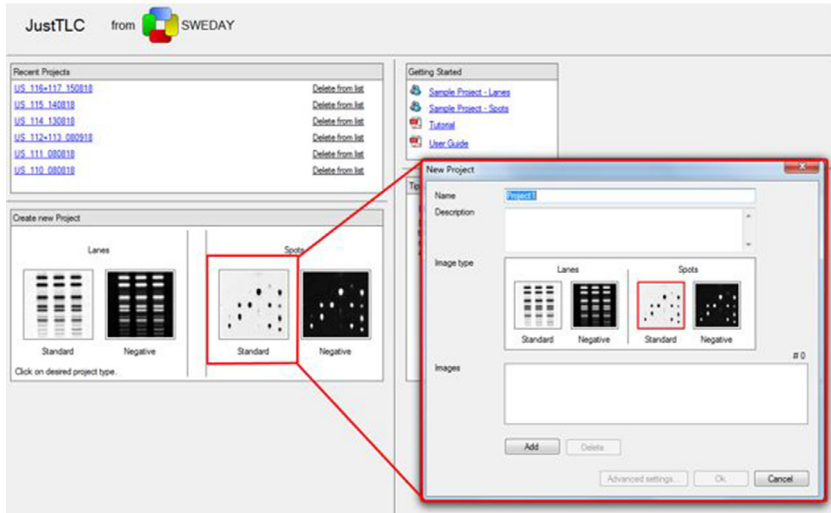 JustTLC from SWEDAY
Recent Projects
US_116+117_150818 Delete from list
US_115_140818 Delete from list
US_114_130818 Delete from list
US_112+113_080918 Delete from list
US_111_080818 Delete from list
US_110_080818 Delete from list
Getting Started
Sample Project - Lanes
Sample Project - Spots
Tutorial
User Guide
Create new Project
Lanes Spots
Standard Negative Standard Negative
Click on desired project type.
New Project
Name Project1
Description
Image type
Lanes Spots
Standard Negative Standard Negative
# 0
Images
Add Delete
Advanced settings... Ok Cancel